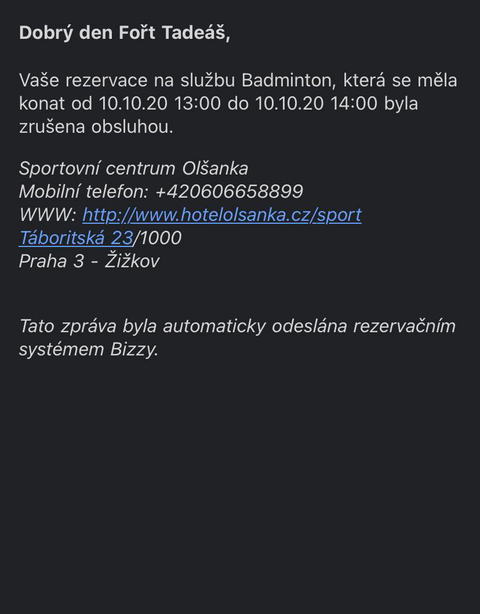 Dobrý den Fořt Tadeáš,
Vaše rezervace na službu Badminton, která se měla
konat od 10.10.20 13:00 do 10.10.20 14:00 byla
zrušena obsluhou.
Sportovní centrum Olšanka
Mobilní telefon: +420606658899
WWW: http://www.hotelolsanka.cz/sport
Táboritská 23/1000
Praha 3 - Žižkov
Tato zpráva byla automaticky odeslána rezervačním
systémem Bizzy.